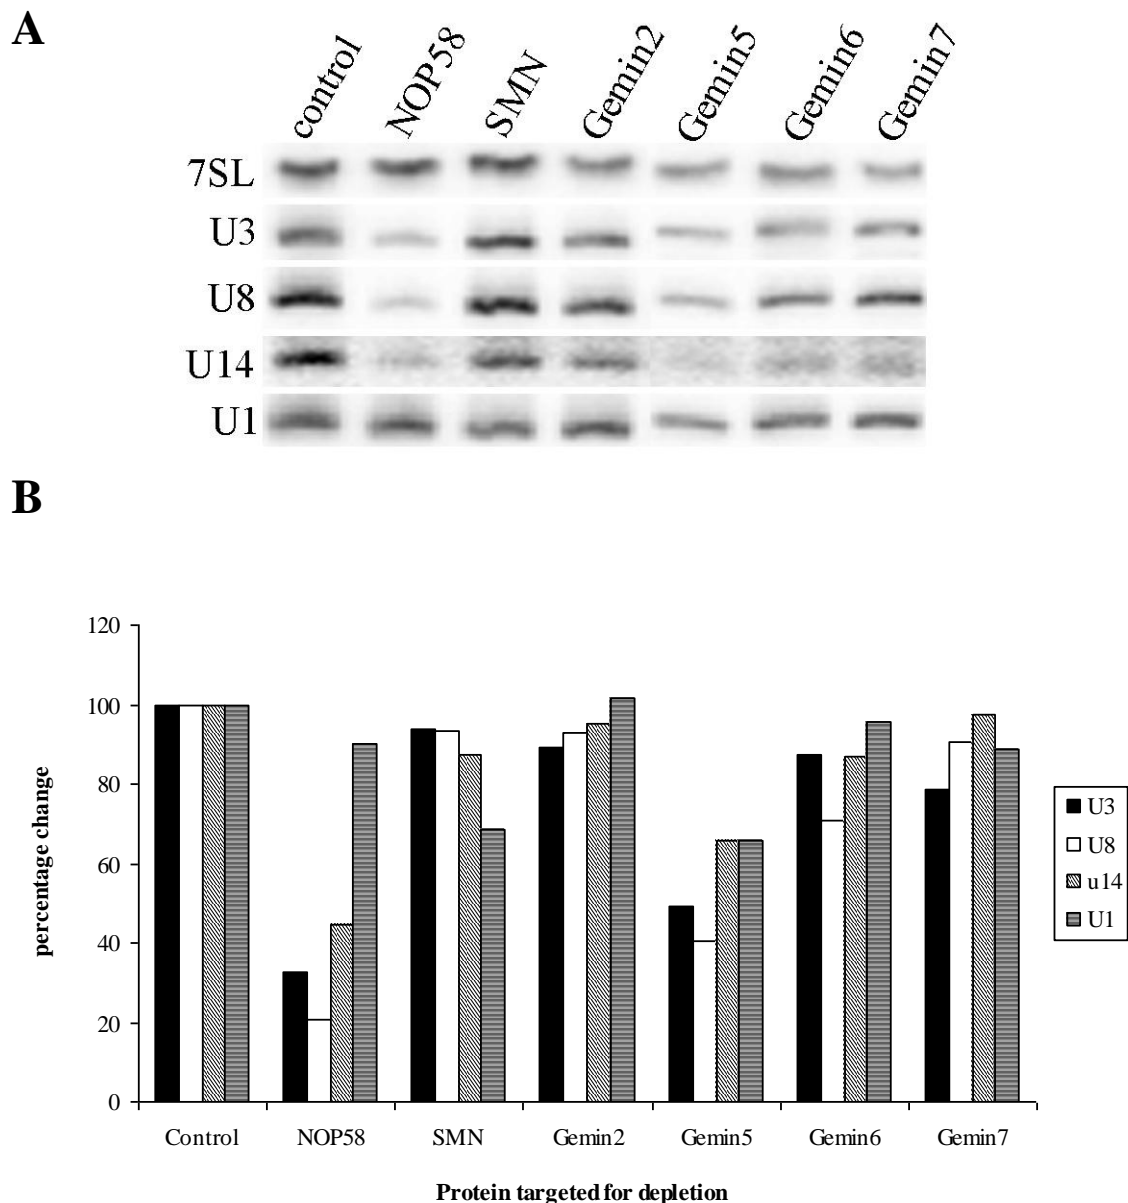 A
control NOP58 SMN Gemin2 Gemin5 Gemin6 Gemin7
7SL
U3
U8
U14
U1
B
120
100
80
60
40
20
0
percentage change
Control NOP58 SMN Gemin2 Gemin5 Gemin6 Gemin7
Protein targeted for depletion
U3
U8
u14
U1